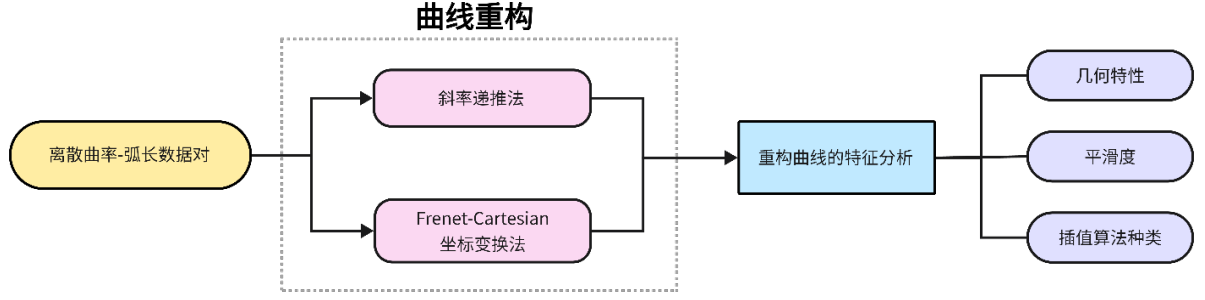 曲线重构
离散曲率-弧长数据对
斜率递推法
Frenet-Cartesian
坐标变换法
重构曲线的特征分析
几何特性
平滑度
插值算法种类